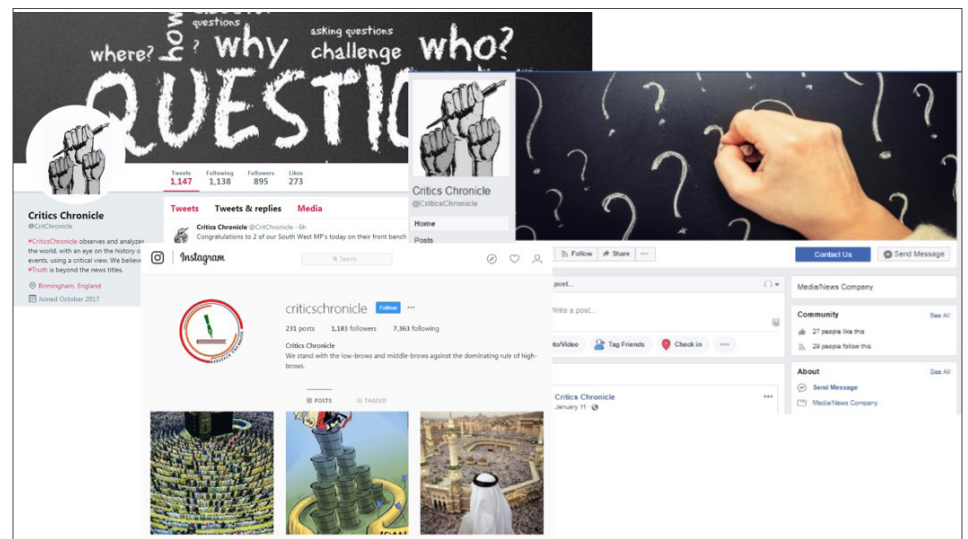 how
questions
where? ? why
asking questions
challenge who?
QUESTIO
Tweets Following Followers Likes
1,147 1,138 895 273
Critics Chronicle
@CritChronicle
#CriticsChronicle observes and analyzes
the world, with an eye on the history o
events, using a critical view. We believe
#Truth is beyond the news titles.
Birmingham, England
Joined October 2017
Tweets Tweets & replies Media
Critics Chronicle @CritChronicle · 6h
Congratulations to 2 of our South West MP's today on their front bench
Critics Chronicle
@CriticsChronicle
Home
Posts
? ? ? ? ? ?
Follow Share ...
Contact Us Send Message
post...
Write a post...
to/Video Tag Friends Check in ...
Critics Chronicle ...
January 11
Media/News Company
Community See All
27 people like this
29 people follow this
About See All
Send Message
Media/News Company
Instagram
Search
criticschronicle Follow ...
231 posts 1,183 followers 7,363 following
Critics Chronicle
We stand with the low-brows and middle-brows against the dominating rule of high-
brows.
POSTS TAGGED